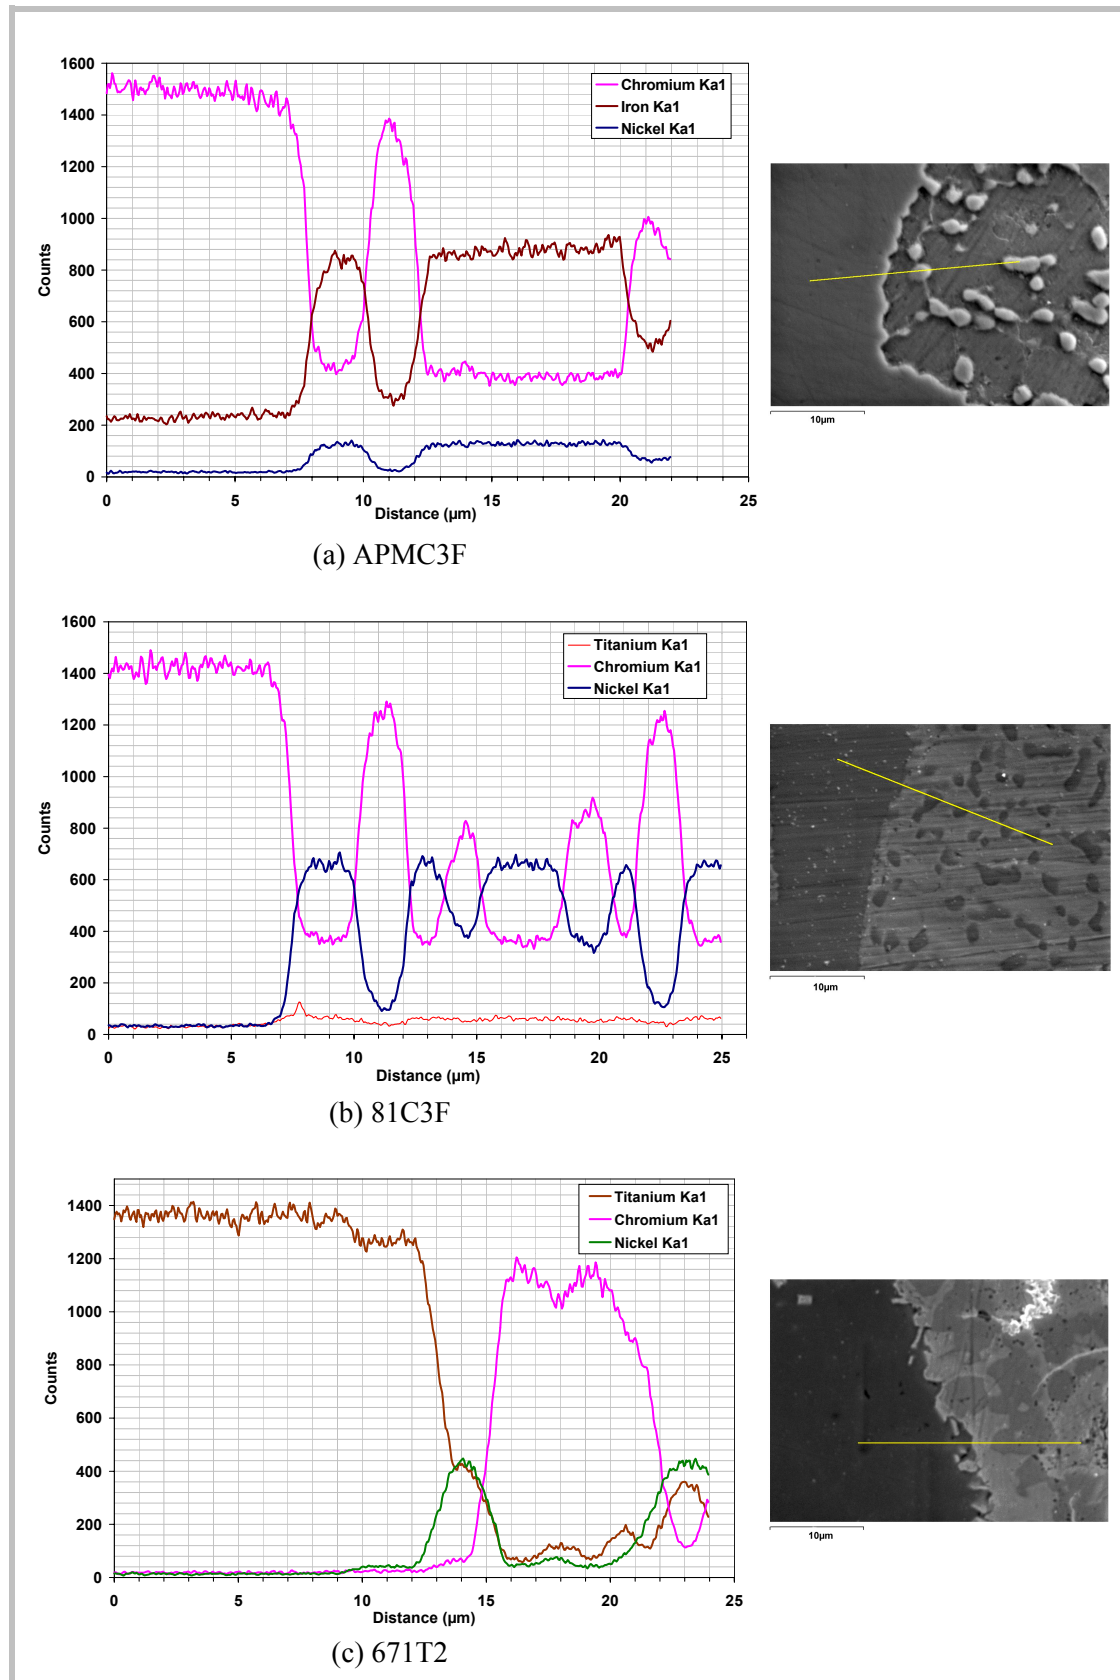 1600
1400
1200
1000
800
600
400
200
0
Counts
Chromium Ka1
Iron Ka1
Nickel Ka1
0 5 10 15 20 25
Distance (µm)
10µm
(a) APMC3F
1600
1400
1200
1000
800
600
400
200
0
Counts
Titanium Ka1
Chromium Ka1
Nickel Ka1
0 5 10 15 20 25
Distance (µm)
10µm
(b) 81C3F
1400
1200
1000
800
600
400
200
0
Counts
Titanium Ka1
Chromium Ka1
Nickel Ka1
0 5 10 15 20 25
Distance (µm)
10µm
(c) 671T2